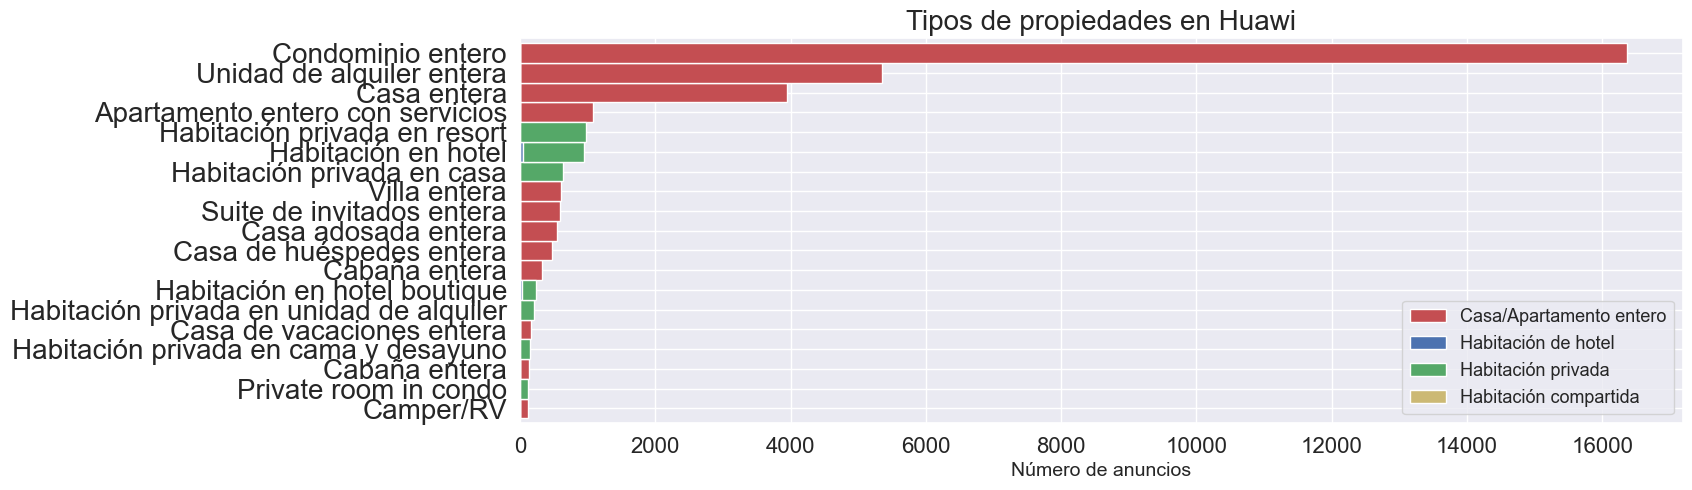 Tipos de propiedades en Huawi
Condominio entero
Unidad de alquiler entera
Casa entera
Apartamento entero con servicios
Habitación privada en resort
Habitación en hotel
Habitación privada en casa
Villa entera
Suite de invitados entera
Casa adosada entera
Casa de huéspedes entera
Cabaña entera
Habitación en hotel boutique
Habitación privada en unidad de alquiler
Casa de vacaciones entera
Habitación privada en cama y desayuno
Cabaña entera
Private room in condo
Camper/RV
Casa/Apartamento entero
Habitación de hotel
Habitación privada
Habitación compartida
0 2000 4000 6000 8000 10000 12000 14000 16000
Número de anuncios